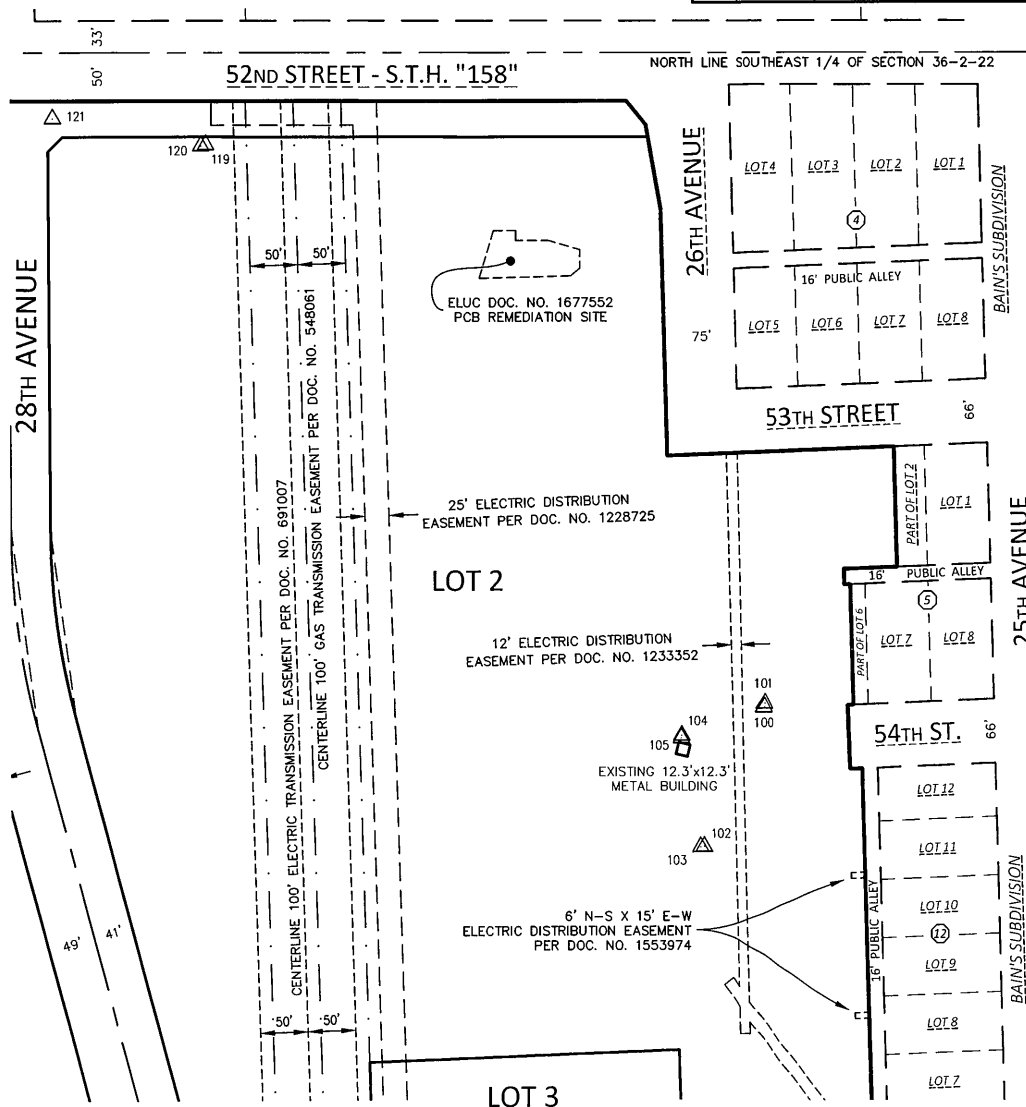 33'
50'
52ND STREET - S.T.H. "158"
NORTH LINE SOUTHEAST 1/4 OF SECTION 36-2-22
121
120
119
28TH AVENUE
26TH AVENUE
LOT 4
LOT 3
LOT 2
LOT 1
4
BAIN'S SUBDIVISION
16' PUBLIC ALLEY
LOT 5
LOT 6
LOT 7
LOT 8
75'
50'
50'
ELUC DOC. NO. 1677552
PCB REMEDIATION SITE
53TH STREET
66'
CENTERLINE 100' ELECTRIC TRANSMISSION EASEMENT PER DOC. NO. 691007
CENTERLINE 100' GAS TRANSMISSION EASEMENT PER DOC. NO. 548061
25' ELECTRIC DISTRIBUTION
EASEMENT PER DOC. NO. 1228725
PART OF LOT 2
LOT 1
25TH AVENUE
LOT 2
16'
PUBLIC ALLEY
5
PART OF LOT 6
LOT 7
LOT 8
12' ELECTRIC DISTRIBUTION
EASEMENT PER DOC. NO. 1233352
101
100
104
105
EXISTING 12.3'x12.3'
METAL BUILDING
54TH ST.
66'
102
103
LOT 12
LOT 11
LOT 10
12
LOT 9
LOT 8
LOT 7
16' PUBLIC ALLEY
BAIN'S SUBDIVISION
6' N-S X 15' E-W
ELECTRIC DISTRIBUTION EASEMENT
PER DOC. NO. 1553974
49'
41'
50'
50'
LOT 3